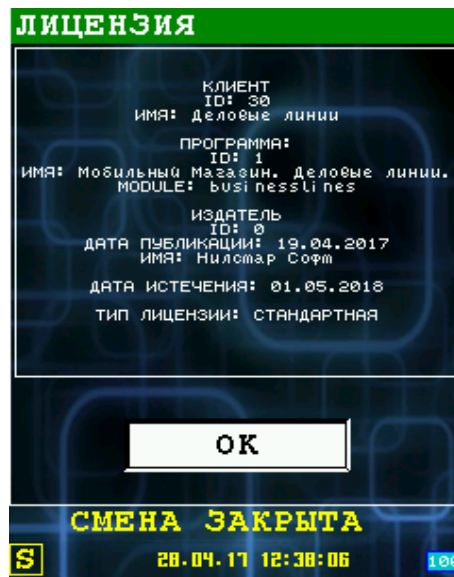 ЛИЦЕНЗИЯ
КЛИЕНТ
ID: 30
ИМЯ: Деловые линии
ПРОГРАММА:
ID: 1
ИМЯ: Мобильный Магазин. Деловые линии.
MODULE: businesslines
ИЗДАТЕЛЬ
ID: 0
ДАТА ПУБЛИКАЦИИ: 19.04.2017
ИМЯ: Нилстар Софт
ДАТА ИСТЕЧЕНИЯ: 01.05.2018
ТИП ЛИЦЕНЗИИ: СТАНДАРТНАЯ
OK
СМЕНА ЗАКРЫТА
S 28.04.17 12:38:06 100